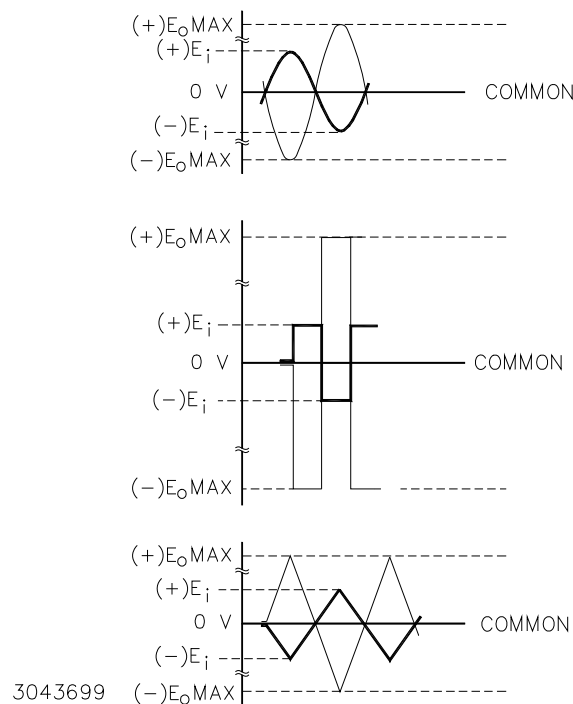 (+)EoMAX
(+)Ei
0 V COMMON
(−)Ei
(−)EoMAX
(+)EoMAX
(+)Ei
0 V COMMON
(−)Ei
(−)EoMAX
(+)EoMAX
(+)Ei
0 V COMMON
(−)Ei
3043699 (−)EoMAX